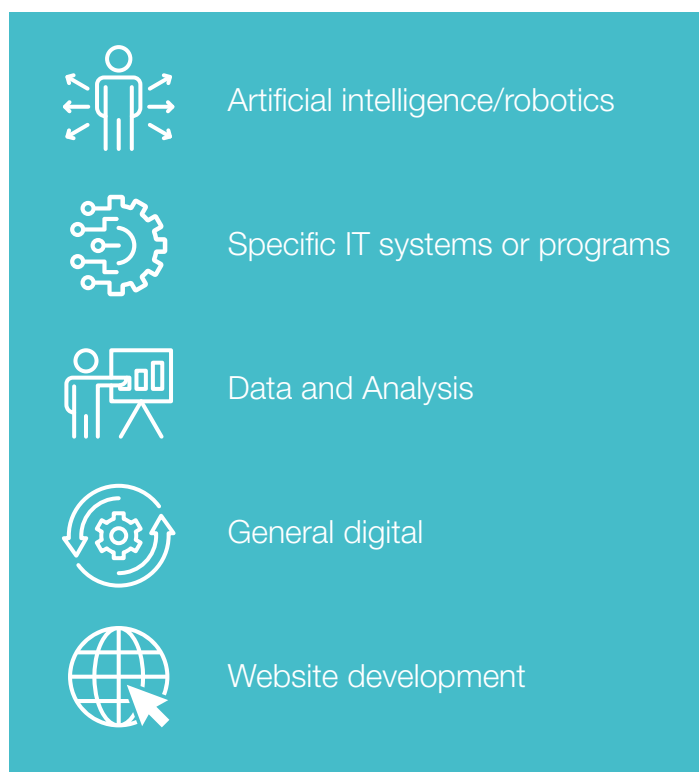 Artificial intelligence/robotics
Specific IT systems or programs
Data and Analysis
General digital
Website development